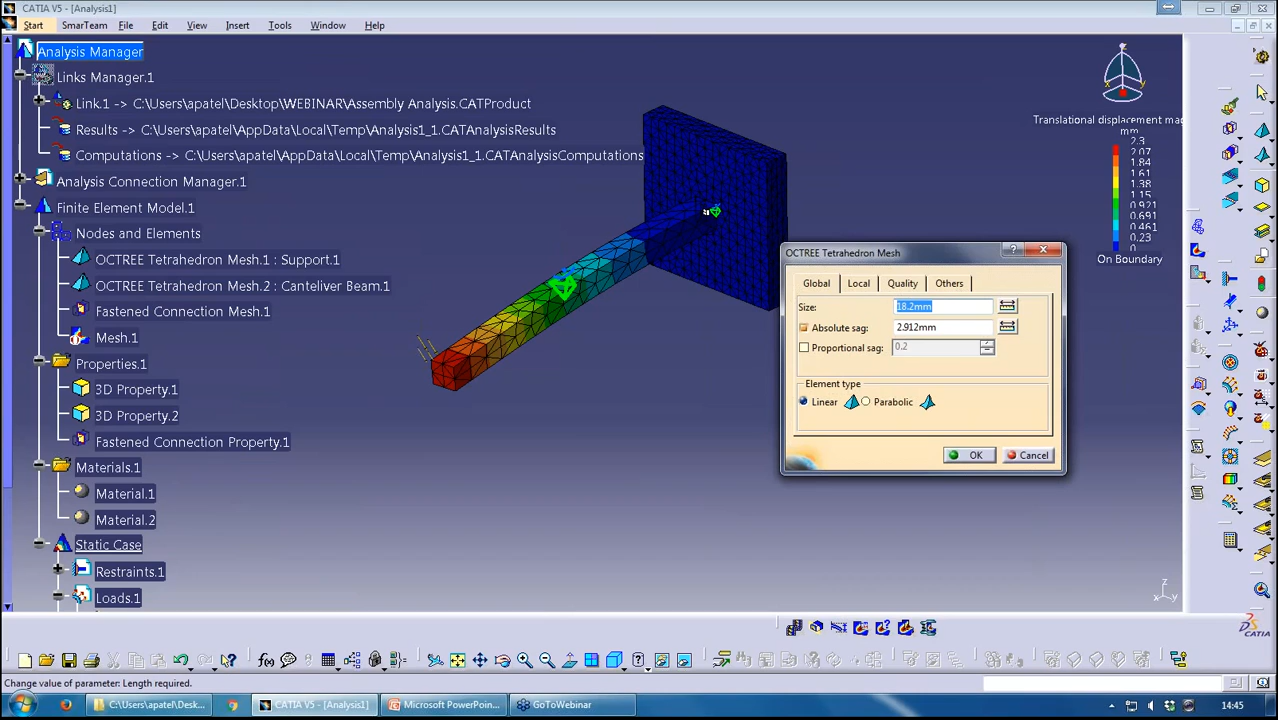 CATIA V5 - [Analysis1]
Start SmarTeam File Edit View Insert Tools Window Help
Analysis Manager
Links Manager.1
Link.1 -> C:\Users\apatel\Desktop\WEBINAR\Assembly Analysis.CATProduct
Results -> C:\Users\apatel\AppData\Local\Temp\Analysis1_1.CATAnalysisResults
Computations -> C:\Users\apatel\AppData\Local\Temp\Analysis1_1.CATAnalysisComputations
Analysis Connection Manager.1
Finite Element Model.1
Nodes and Elements
OCTREE Tetrahedron Mesh.1 : Support.1
OCTREE Tetrahedron Mesh.2 : Canteliver Beam.1
Fastened Connection Mesh.1
Mesh.1
Properties.1
3D Property.1
3D Property.2
Fastened Connection Property.1
Materials.1
Material.1
Material.2
Static Case
Restraints.1
Loads.1
Translational displacement ma
mm
2.3
2.07
1.84
1.61
1.38
1.15
0.921
0.691
0.461
0.23
0
On Boundary
OCTREE Tetrahedron Mesh
Global Local Quality Others
Size: 18.2mm
Absolute sag: 2.912mm
Proportional sag: 0.2
Element type
Linear Parabolic
OK Cancel
z
x y
CATIA
Change value of parameter: Length required.
C:\Users\apatel\Desk... CATIA V5 - [Analysis1] Microsoft PowerPoin... GoToWebinar 14:45